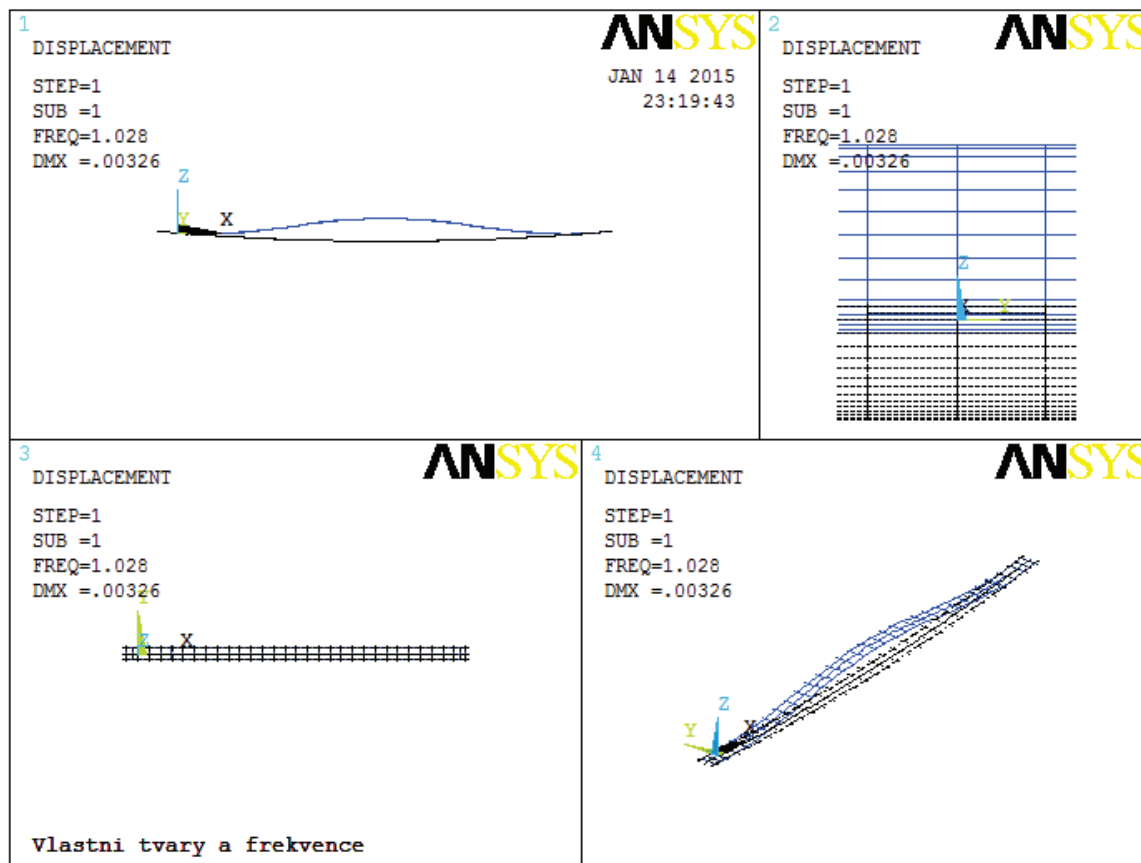 1
ANSYS
DISPLACEMENT
STEP=1
SUB =1
FREQ=1.028
DMX =.00326
JAN 14 2015
23:19:43
Z
Y
X
2
ANSYS
DISPLACEMENT
STEP=1
SUB =1
FREQ=1.028
DMX =.00326
Z
X
Y
3
ANSYS
DISPLACEMENT
STEP=1
SUB =1
FREQ=1.028
DMX =.00326
Y
Z
X
Vlastni tvary a frekvence
4
ANSYS
DISPLACEMENT
STEP=1
SUB =1
FREQ=1.028
DMX =.00326
Z
Y
X